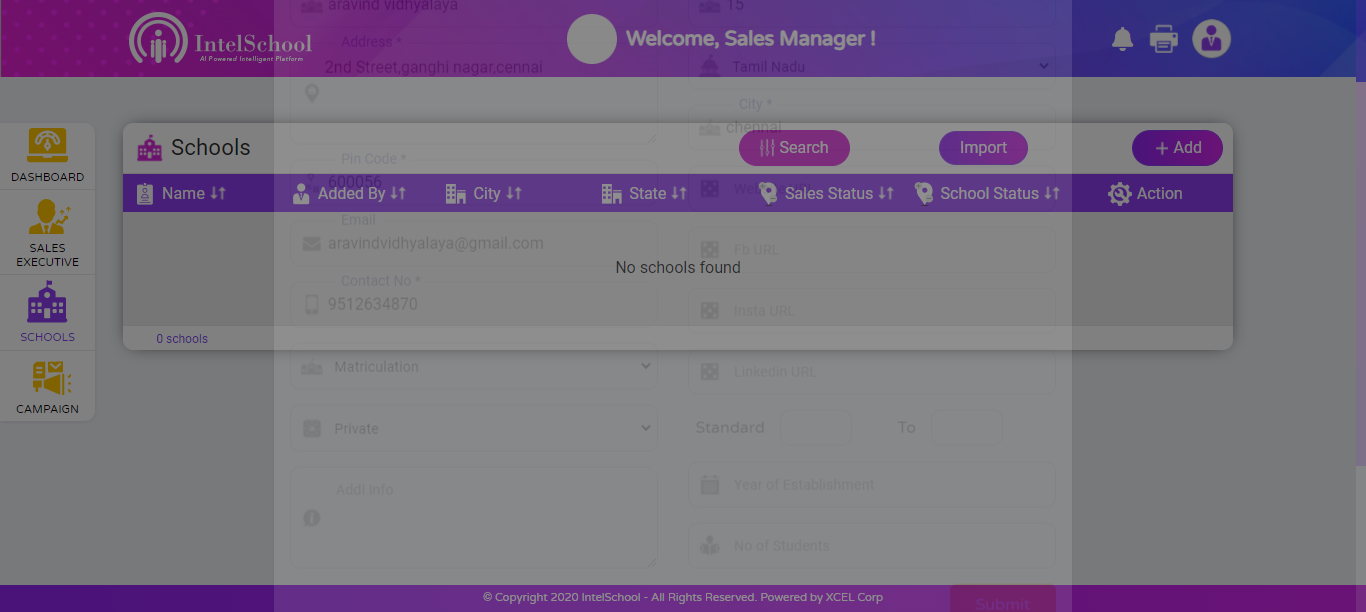 aravind vidhyalaya
15
IntelSchool
AI Powered Intelligent Platform
Welcome, Sales Manager !
Address *
2nd Street,ganghi nagar,cennai
Tamil Nadu
City *
chennai
Schools
Search
Import
+ Add
Pin Code *
600056
Name
Added By
City
State
Sales Status
School Status
Action
Email
aravindvidhyalaya@gmail.com
Fb URL
No schools found
Contact No *
9512634870
Insta URL
0 schools
Matriculation
Linkedin URL
Private
Standard
To
Addl Info
Year of Establishment
No of Students
DASHBOARD
SALES
EXECUTIVE
SCHOOLS
CAMPAIGN
© Copyright 2020 IntelSchool - All Rights Reserved. Powered by XCEL Corp
Submit